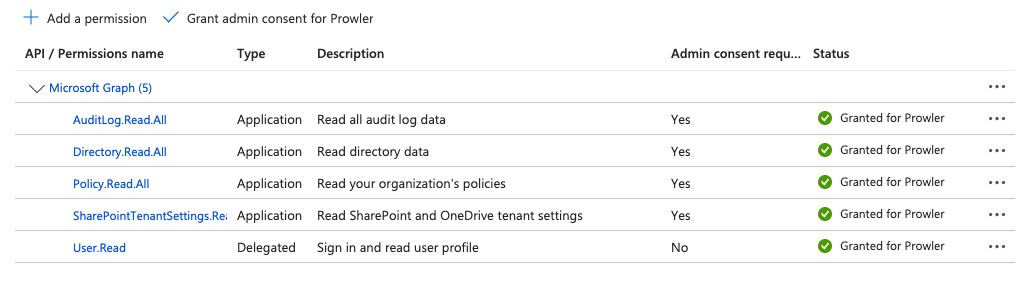 Add a permission Grant admin consent for Prowler
API / Permissions name Type Description Admin consent requ... Status
Microsoft Graph (5)
AuditLog.Read.All Application Read all audit log data Yes Granted for Prowler
Directory.Read.All Application Read directory data Yes Granted for Prowler
Policy.Read.All Application Read your organization's policies Yes Granted for Prowler
SharePointTenantSettings.Rea Application Read SharePoint and OneDrive tenant settings Yes Granted for Prowler
User.Read Delegated Sign in and read user profile No Granted for Prowler